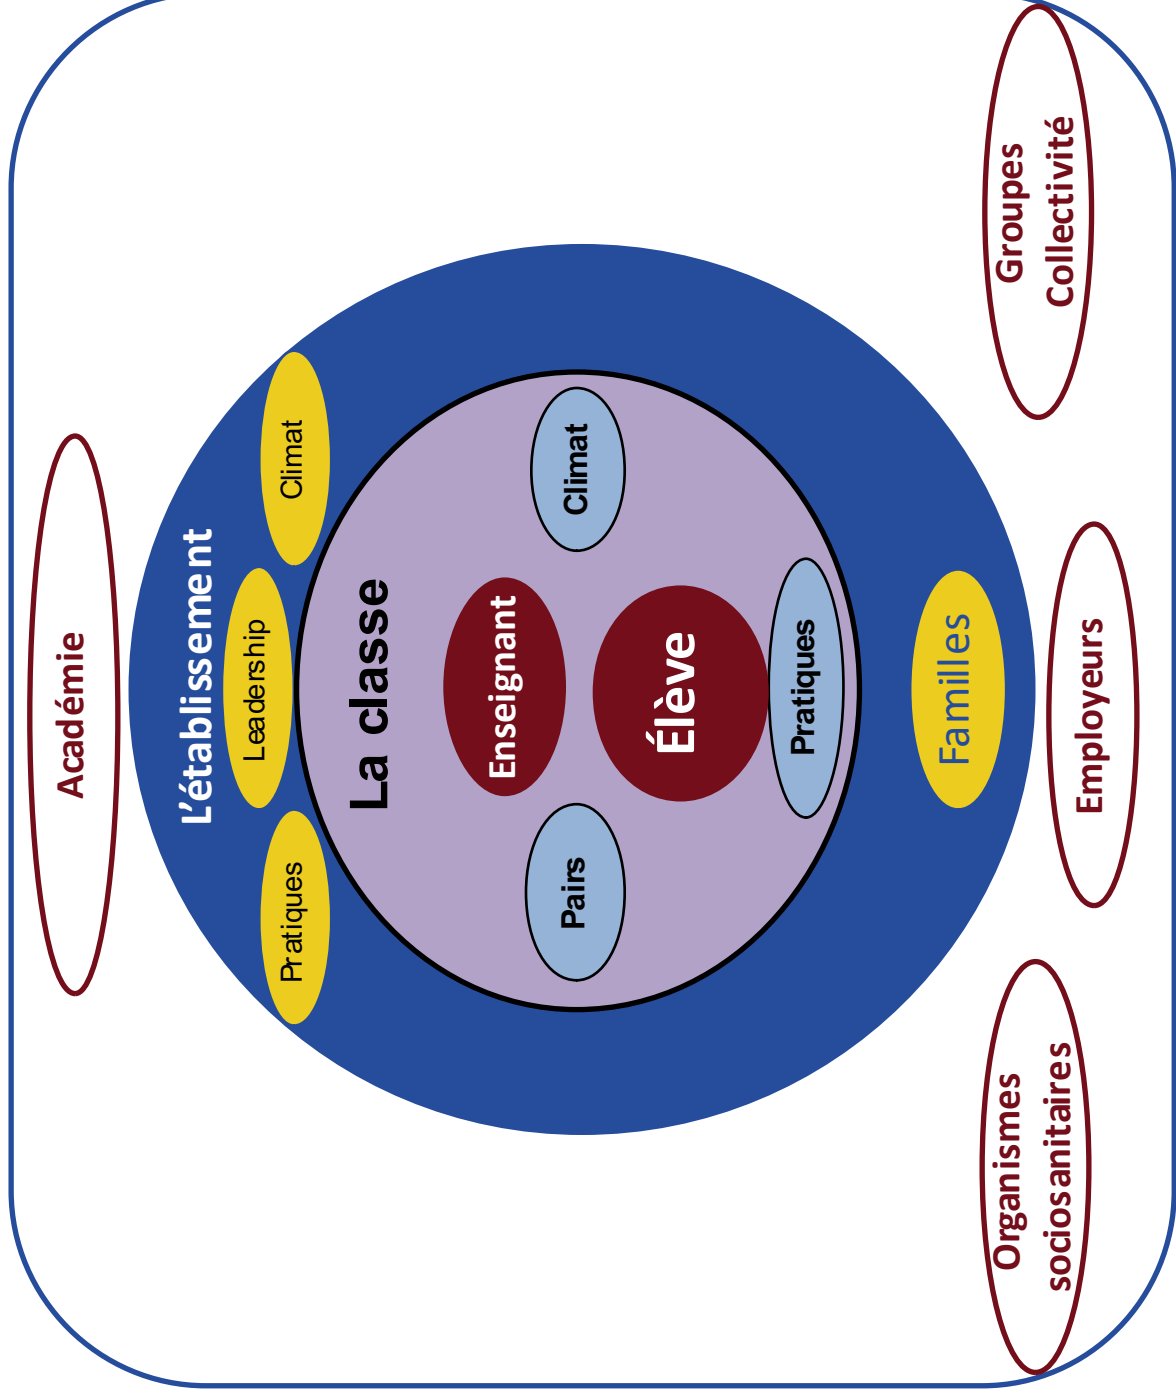 Académie
L'établissement
Leadership
Pratiques
Climat
La classe
Enseignant
Pairs
Climat
Élève
Pratiques
Familles
Organismes
sociosanitaires
Employeurs
Groupes
Collectivité